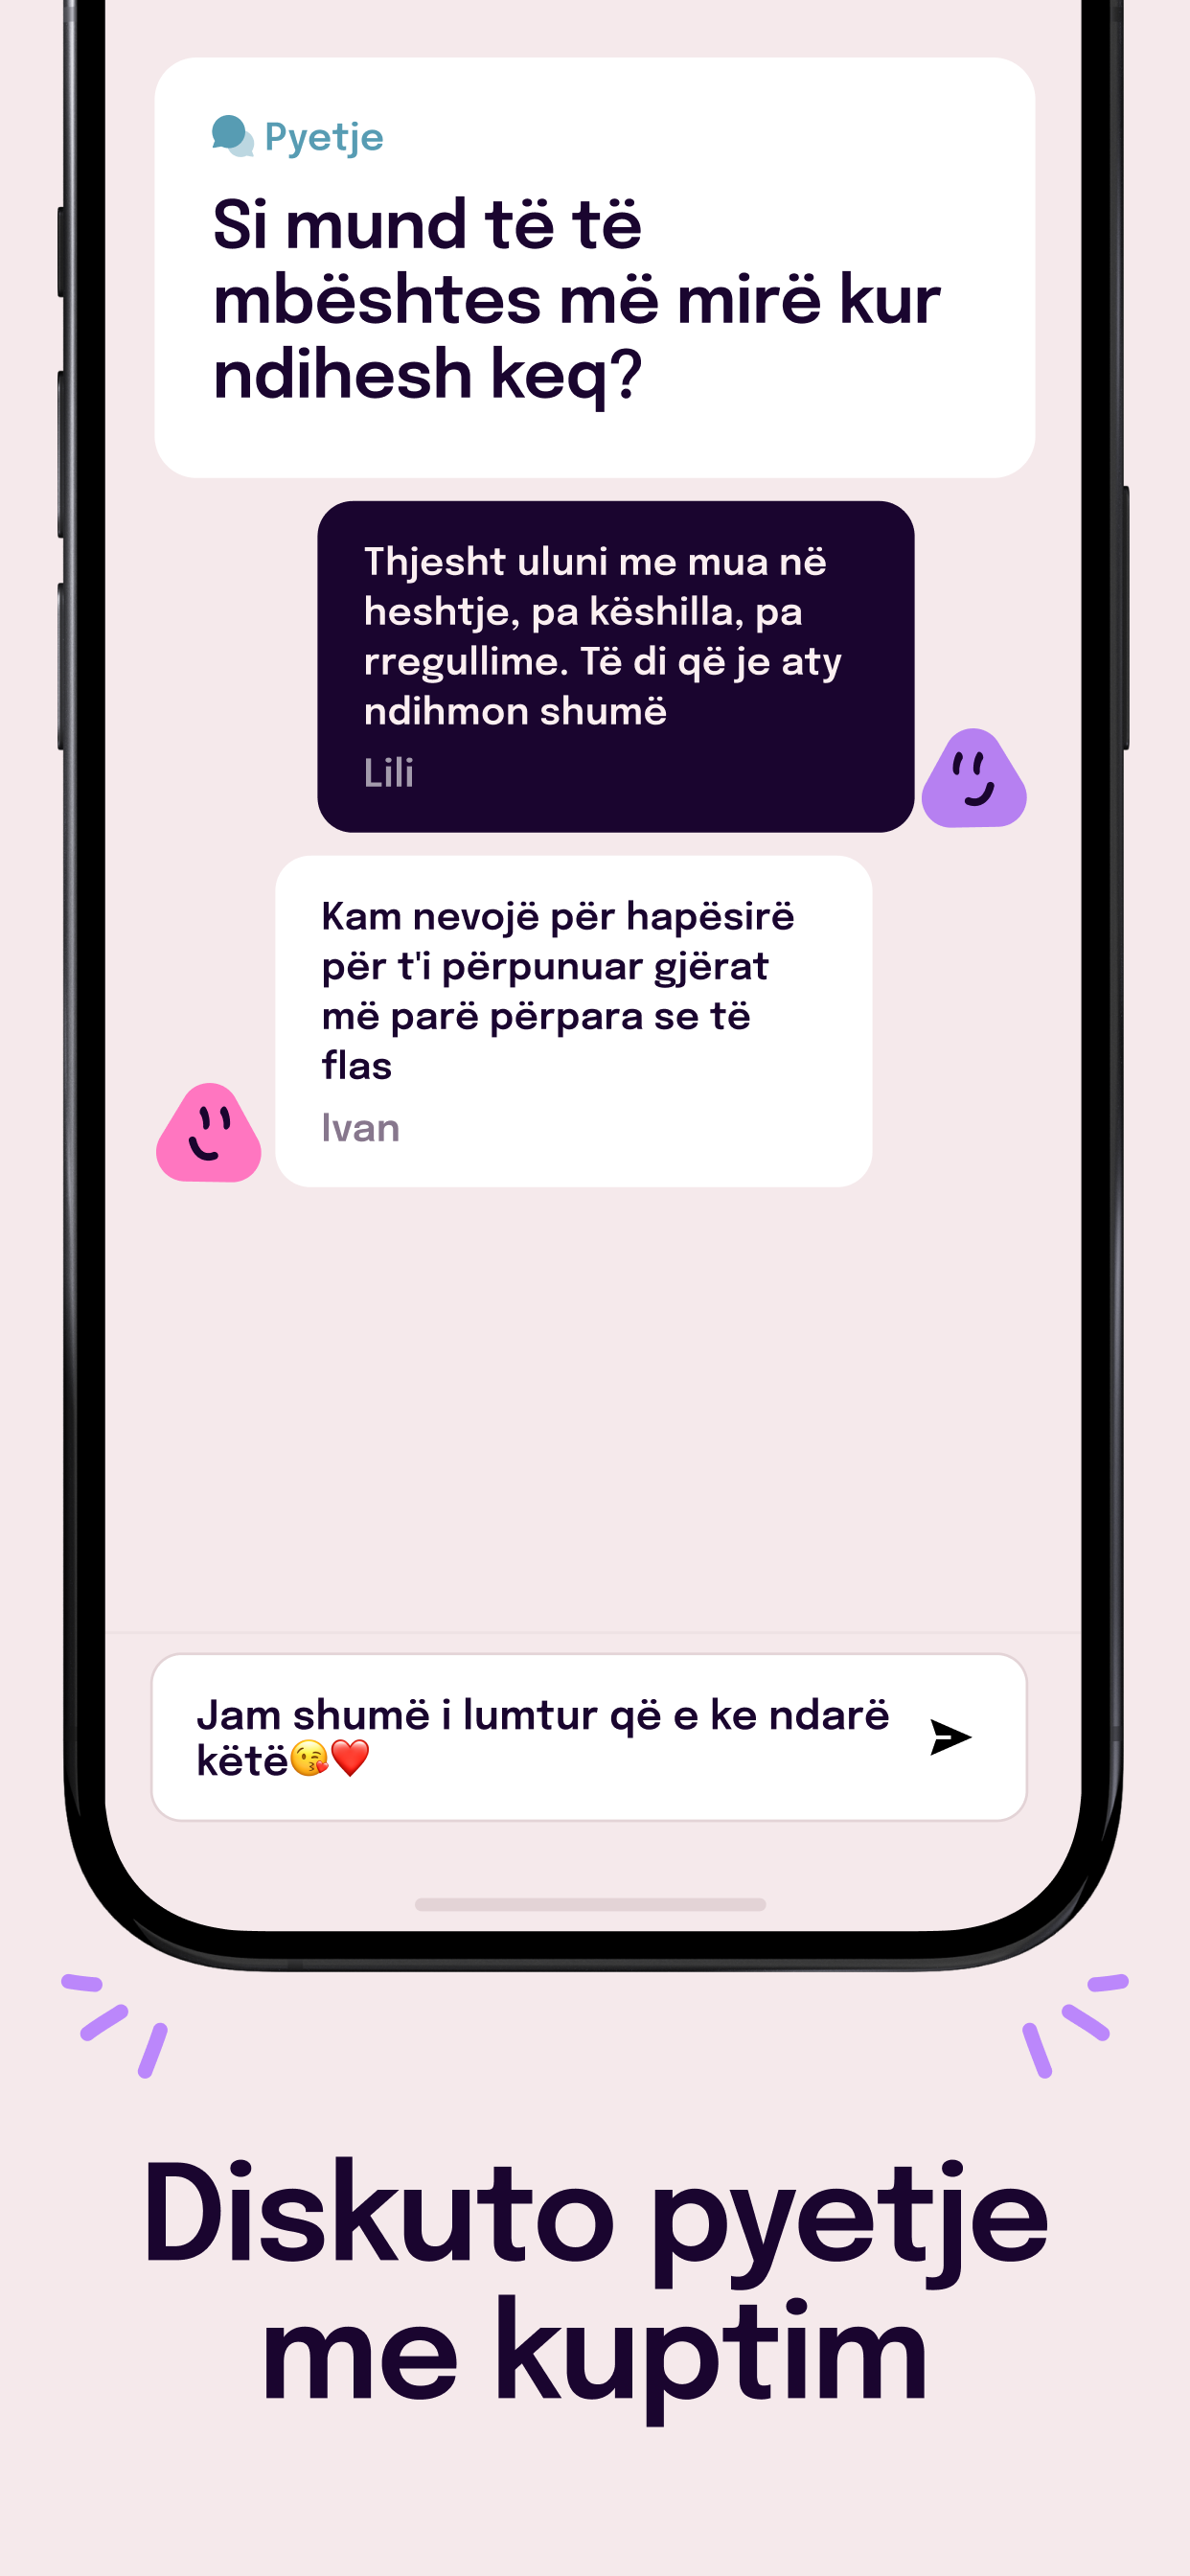 Pyetje
Si mund të të
mbështes më mirë kur
ndihesh keq?
Thjesht uluni me mua në
heshtje, pa këshilla, pa
rregullime. Të di që je aty
ndihmon shumë
Lili
Kam nevojë për hapësirë
për t'i përpunuar gjërat
më parë përpara se të
flas
Ivan
Jam shumë i lumtur që e ke ndarë
këtë😘❤️
Diskuto pyetje
me kuptim